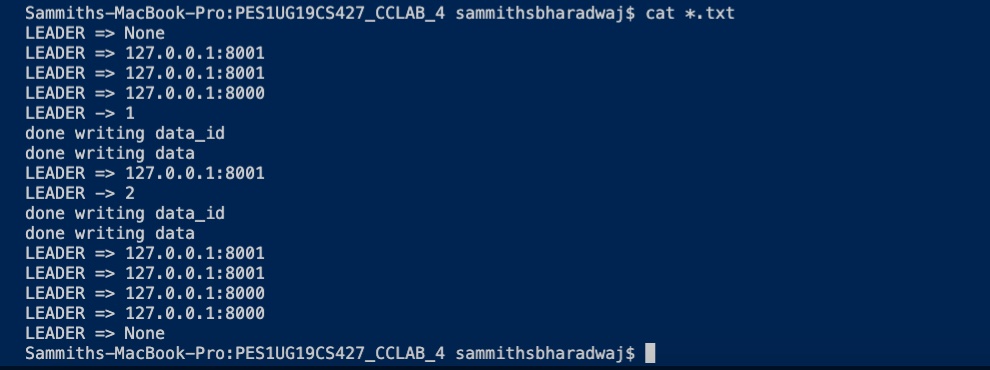 Sammiths-MacBook-Pro:PES1UG19CS427_CCLAB_4 sammithsbharadwaj$ cat *.txt
LEADER => None
LEADER => 127.0.0.1:8001
LEADER => 127.0.0.1:8001
LEADER => 127.0.0.1:8000
LEADER -> 1
done writing data_id
done writing data
LEADER => 127.0.0.1:8001
LEADER -> 2
done writing data_id
done writing data
LEADER => 127.0.0.1:8001
LEADER => 127.0.0.1:8001
LEADER => 127.0.0.1:8000
LEADER => 127.0.0.1:8000
LEADER => None
Sammiths-MacBook-Pro:PES1UG19CS427_CCLAB_4 sammithsbharadwaj$